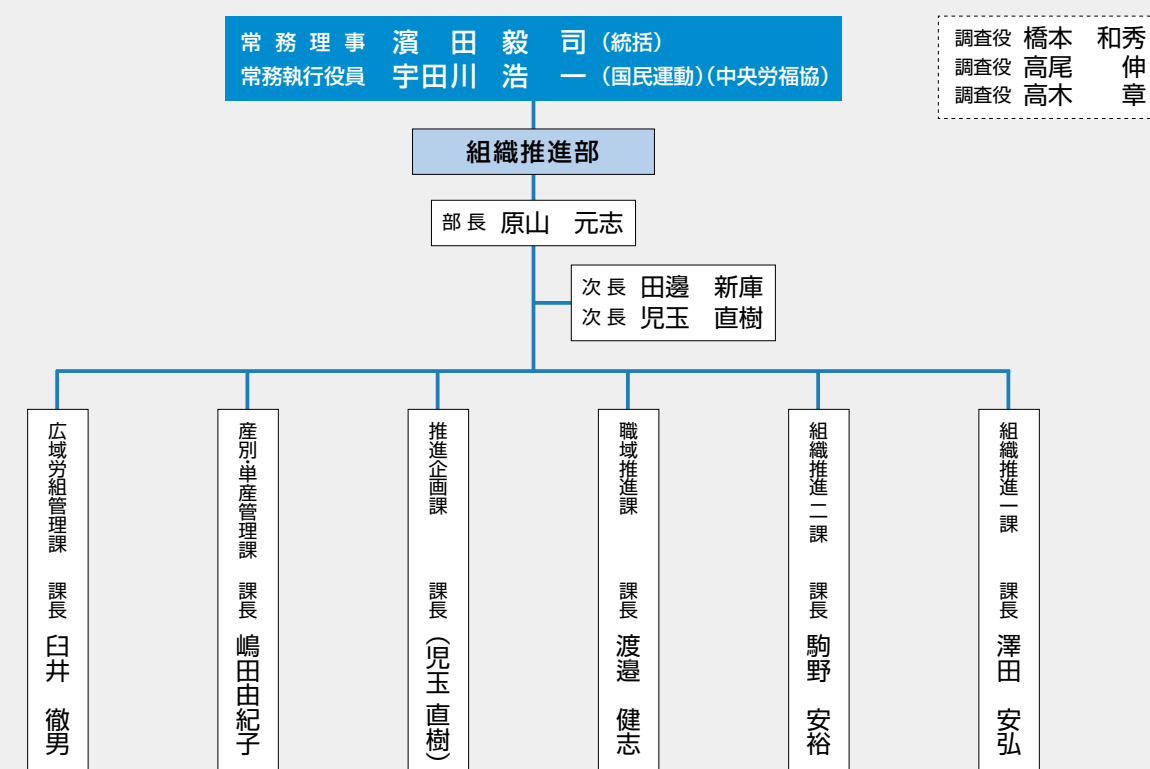 常務理事 濱田毅司（統括）
常務執行役員 宇田川浩一（国民運動）（中央労福協）
調査役 橋本 和秀
調査役 高尾 伸
調査役 高木 章
組織推進部
部長 原山 元志
次長 田邊 新庫
次長 児玉 直樹
広域労組管理課 課長 臼井 徹男
産別・単産管理課 課長 嶋田由紀子
推進企画課 課長（児玉 直樹）
職域推進課 課長 渡邉 健志
組織推進二課 課長 駒野 安裕
組織推進一課 課長 澤田 安弘